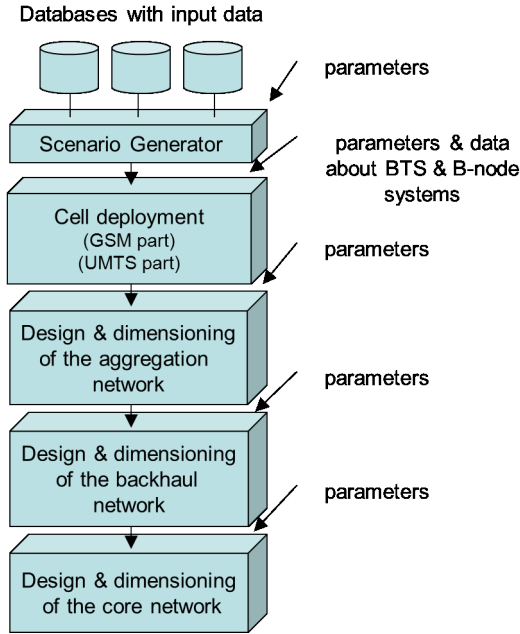 Databases with input data
parameters
Scenario Generator
parameters & data
about BTS & B-node
systems
Cell deployment
(GSM part)
(UMTS part)
parameters
Design & dimensioning
of the aggregation
network
parameters
Design & dimensioning
of the backhaul
network
parameters
Design & dimensioning
of the core network